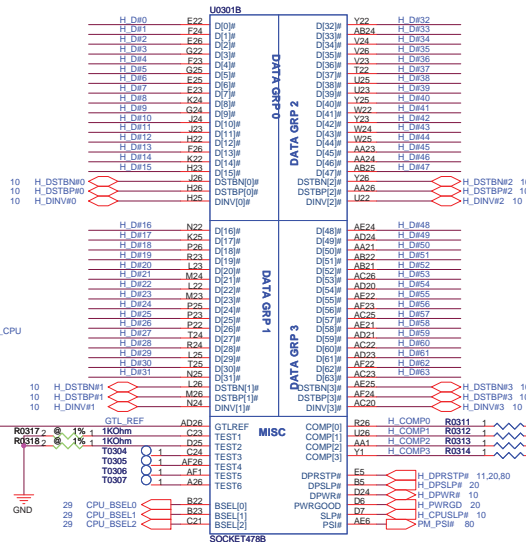 U0301B
H_D#0 E22 D[0]# D[32]# Y22 H_D#32
H_D#1 F24 D[1]# D[33]# AB24 H_D#33
H_D#2 E26 D[2]# D[34]# V24 H_D#34
H_D#3 G22 D[3]# D[35]# V26 H_D#35
H_D#4 F23 D[4]# D[36]# V23 H_D#36
H_D#5 G25 D[5]# D[37]# T22 H_D#37
H_D#6 E25 D[6]# D[38]# U25 H_D#38
H_D#7 E23 D[7]# D[39]# U23 H_D#39
H_D#8 K24 D[8]# D[40]# Y25 H_D#40
H_D#9 G24 D[9]# D[41]# W22 H_D#41
H_D#10 J24 D[10]# D[42]# Y23 H_D#42
H_D#11 J23 D[11]# D[43]# W24 H_D#43
H_D#12 H22 D[12]# D[44]# W25 H_D#44
H_D#13 F26 D[13]# D[45]# AA23 H_D#45
H_D#14 K22 D[14]# D[46]# AA24 H_D#46
H_D#15 H23 D[15]# D[47]# AB25 H_D#47
10 H_DSTBN#0 J26 DSTBN[0]# DSTBN[2]# Y26 H_DSTBN#2 10
10 H_DSTBP#0 H26 DSTBP[0]# DSTBP[2]# AA26 H_DSTBP#2 10
10 H_DINV#0 H25 DINV[0]# DINV[2]# U22 H_DINV#2 10
DATA GRP 0
DATA GRP 2
H_D#16 N22 D[16]# D[48]# AE24 H_D#48
H_D#17 K25 D[17]# D[49]# AD24 H_D#49
H_D#18 P26 D[18]# D[50]# AA21 H_D#50
H_D#19 R23 D[19]# D[51]# AB22 H_D#51
H_D#20 L23 D[20]# D[52]# AB21 H_D#52
H_D#21 M24 D[21]# D[53]# AC26 H_D#53
H_D#22 L22 D[22]# D[54]# AD20 H_D#54
H_D#23 M23 D[23]# D[55]# AE22 H_D#55
H_D#24 P25 D[24]# D[56]# AF23 H_D#56
H_D#25 P23 D[25]# D[57]# AC25 H_D#57
H_D#26 P22 D[26]# D[58]# AE21 H_D#58
H_D#27 T24 D[27]# D[59]# AD21 H_D#59
H_D#28 R24 D[28]# D[60]# AC22 H_D#60
H_D#29 L25 D[29]# D[61]# AD23 H_D#61
H_D#30 T25 D[30]# D[62]# AF22 H_D#62
H_D#31 N25 D[31]# D[63]# AC23 H_D#63
10 H_DSTBN#1 L26 DSTBN[1]# DSTBN[3]# AE25 H_DSTBN#3 10
10 H_DSTBP#1 M26 DSTBP[1]# DSTBP[3]# AF24 H_DSTBP#3 10
10 H_DINV#1 N24 DINV[1]# DINV[3]# AC20 H_DINV#3 10
DATA GRP 1
DATA GRP 3
_CPU
GTL_REF AD26 GTLREF MISC COMP[0] R26 H_COMP0 R0311 1
R0317 2 @ 1% 1 1KOhm C23 TEST1 COMP[1] U26 H_COMP1 R0312 1
R0318 2 @ 1% 1 1KOhm D25 TEST2 COMP[2] AA1 H_COMP2 R0313 1
T0304 1 C24 TEST3 COMP[3] Y1 H_COMP3 R0314 1
T0305 1 AF26 TEST4
T0306 1 AF1 TEST5 DPRSTP# E5 H_DPRSTP# 11,20,80
T0307 1 A26 TEST6 DPSLP# B5 H_DPSLP# 20
DPWR# D24 H_DPWR# 10
29 CPU_BSEL0 B22 BSEL[0] PWRGOOD D6 H_PWRGD 20
29 CPU_BSEL1 B23 BSEL[1] SLP# D7 H_CPUSLP# 10
29 CPU_BSEL2 C21 BSEL[2] PSI# AE6 PM_PSI# 80
GND
SOCKET478B